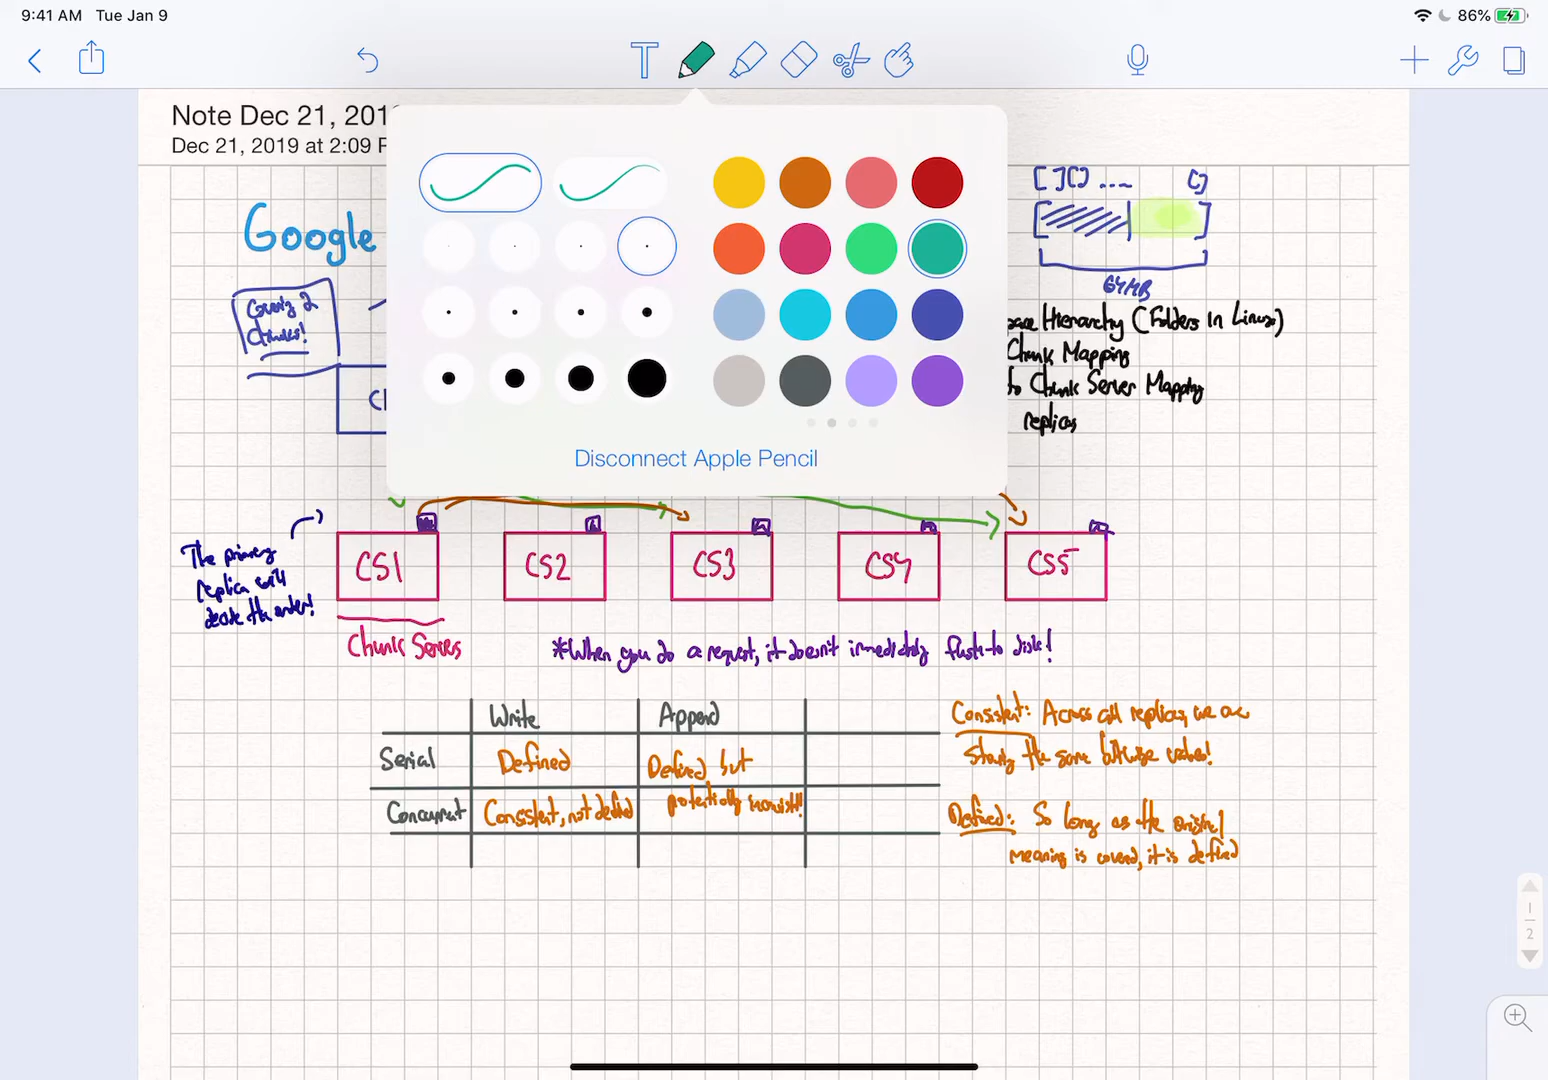 9:41 AM Tue Jan 9
86%
Note Dec 21, 201
Dec 21, 2019 at 2:09 P
Google
[ ][] .... []
64MB
Chunks!
Hierarchy (Folders In Linux)
Chunk Mapping
to Chunk Server Mapping
replicas
Disconnect Apple Pencil
The primary
replica will
decide the order!
CS1
CS2
CS3
CS4
CS5
Chunk Servers
*When you do a request, it doesn't immediately flush to disk!
Write
Append
Serial
Defined
Defined but
potentially
Concurrent
Consistent, not defined
Consistent: Across all replicas, we are
the same bitwise value!
Defined: So long as the original
meaning is, it is defined
1
2